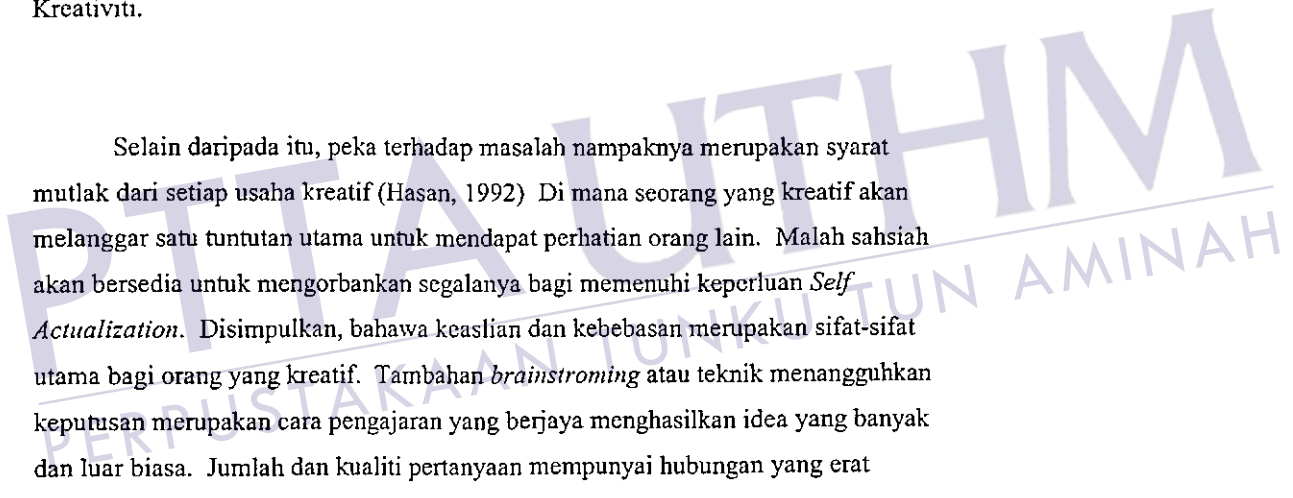 Kreativiti.
Selain daripada itu, peka terhadap masalah nampaknya merupakan syarat
mutlak dari setiap usaha kreatif (Hasan, 1992) Di mana seorang yang kreatif akan
melanggar satu tuntutan utama untuk mendapat perhatian orang lain. Malah sahsiah
akan bersedia untuk mengorbankan segalanya bagi memenuhi keperluan Self
Actualization. Disimpulkan, bahawa keaslian dan kebebasan merupakan sifat-sifat
utama bagi orang yang kreatif. Tambahan brainstroming atau teknik menangguhkan
keputusan merupakan cara pengajaran yang berjaya menghasilkan idea yang banyak
dan luar biasa. Jumlah dan kualiti pertanyaan mempunyai hubungan yang erat
PTTA UTHM
PERPUSTAKAAN TUNKU TUN AMINAH